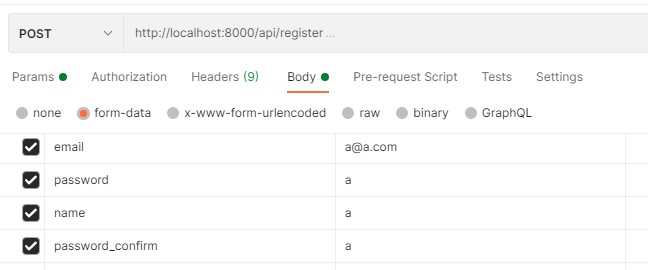 POST http://localhost:8000/api/register ...
Params Authorization Headers (9) Body Pre-request Script Tests Settings
none form-data x-www-form-urlencoded raw binary GraphQL
email a@a.com
password a
name a
password_confirm a